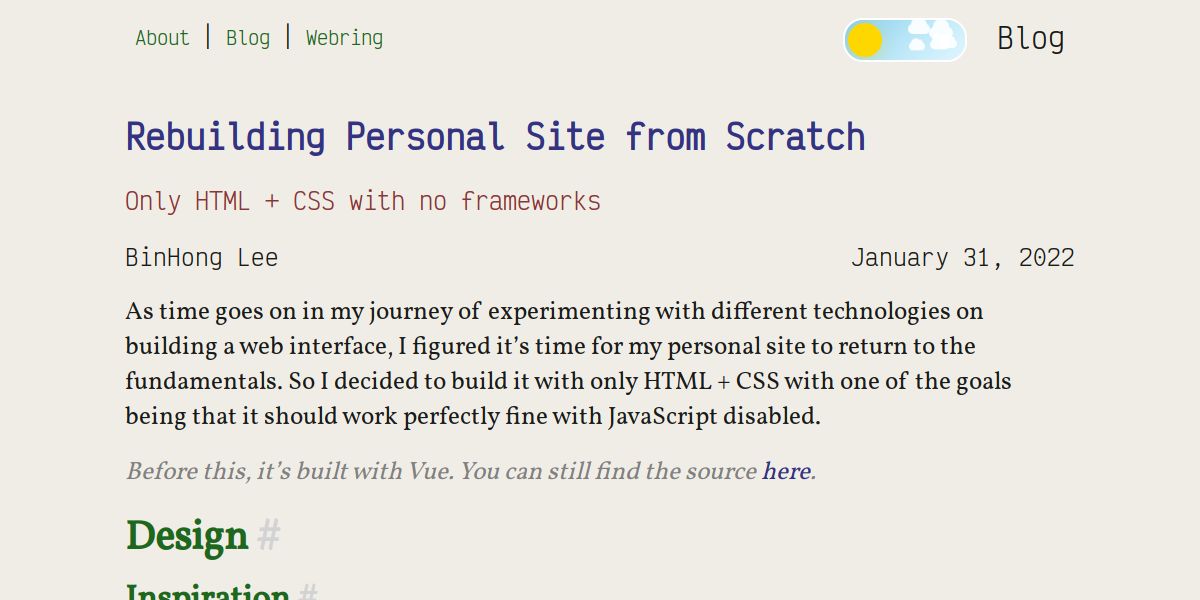 About | Blog | Webring
Blog
Rebuilding Personal Site from Scratch
Only HTML + CSS with no frameworks
BinHong Lee
January 31, 2022
As time goes on in my journey of experimenting with different technologies on
building a web interface, I figured it’s time for my personal site to return to the
fundamentals. So I decided to build it with only HTML + CSS with one of the goals
being that it should work perfectly fine with JavaScript disabled.
Before this, it’s built with Vue. You can still find the source here.
Design #
Inspiration #